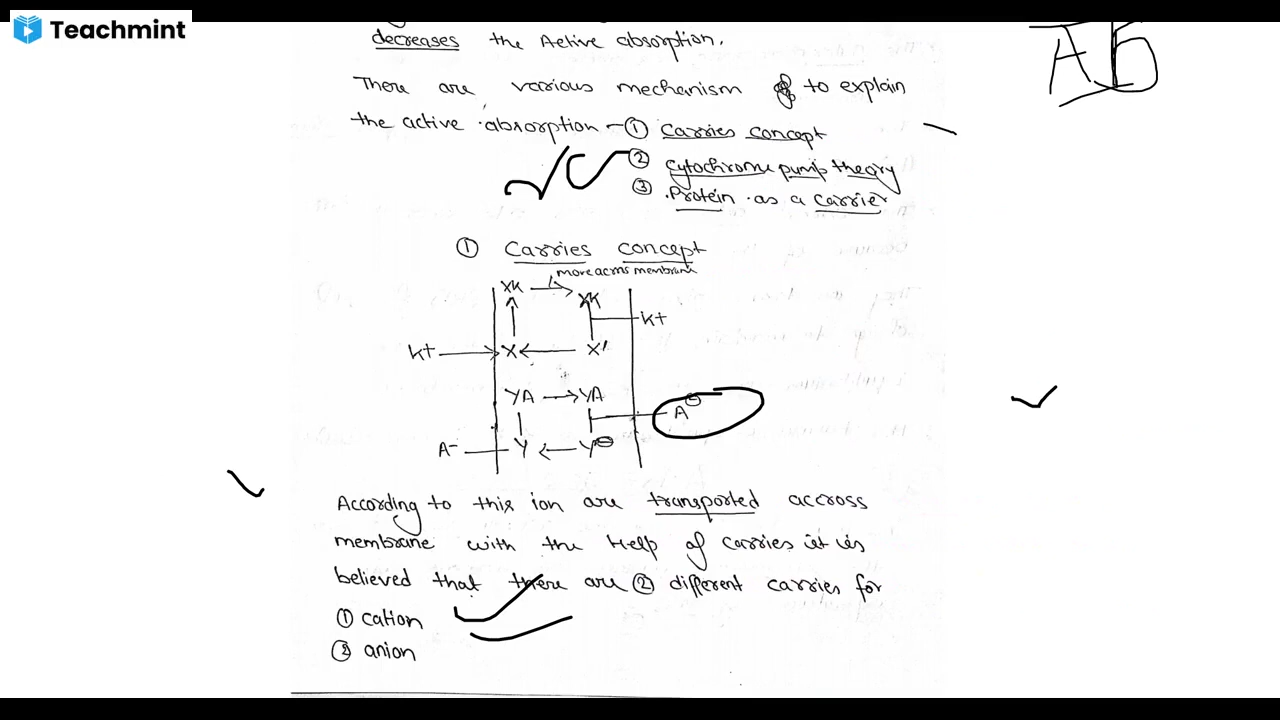 Teachmint
decreases the Active absorption.
There are various mechanism to explain
the active absorption - ① Carries concept
② cytochrome pump theory
③ Protein as a carrier
AB
① Carries concept
more across membrane
XK → XK
K+
K+ → X ← X'
YA → YA
A⊖
A- Y ← Y⊖
According to this ion are transported accross
membrane with the Help of carries it is
believed that there are ② different carries for
① cation
② anion